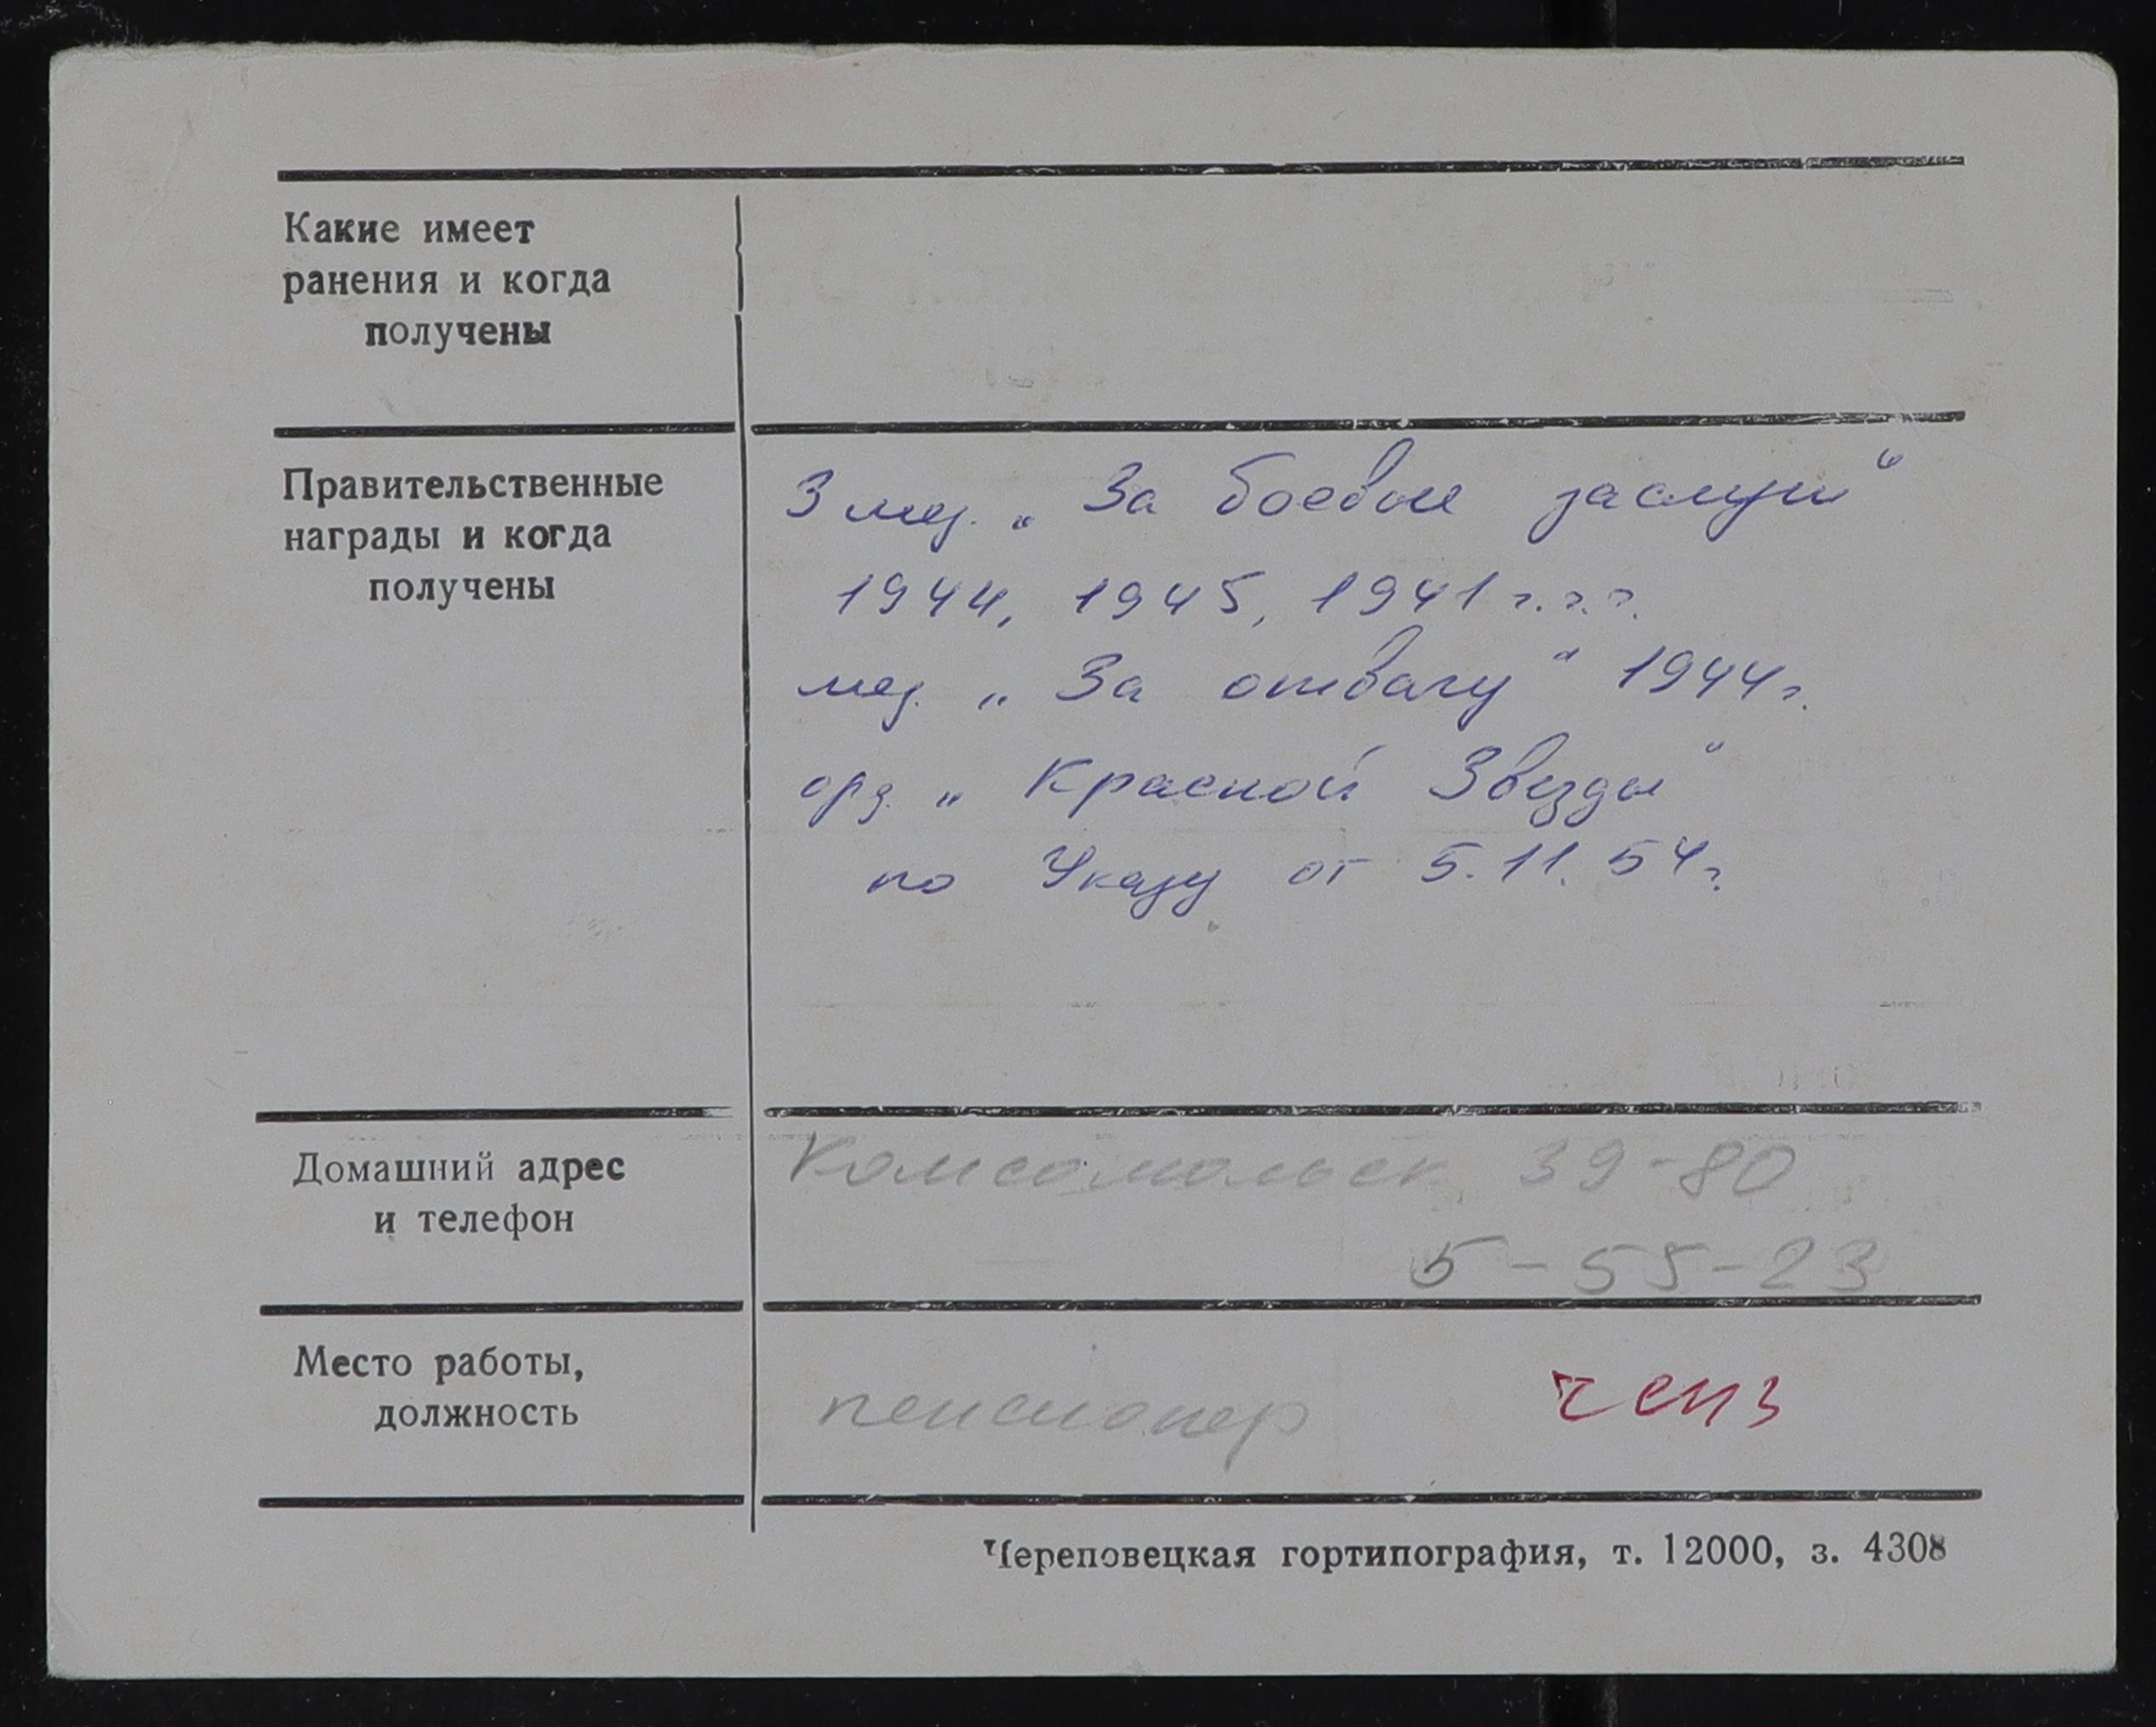 Какие имеет
ранения и когда
получены
Правительственные
награды и когда
получены
3 мед. „За боевые заслуги“
1944, 1945, 1941 г.г.г.
мед. „За отвагу“ 1944г.
орд. „Красной Звезды“
по Указу от 5.11.54г.
Домашний адрес
и телефон
Комсомольск. 39-80
5-55-23
Место работы,
должность
пенсионер
Череповецкая гортипография, т. 12000, з. 4308